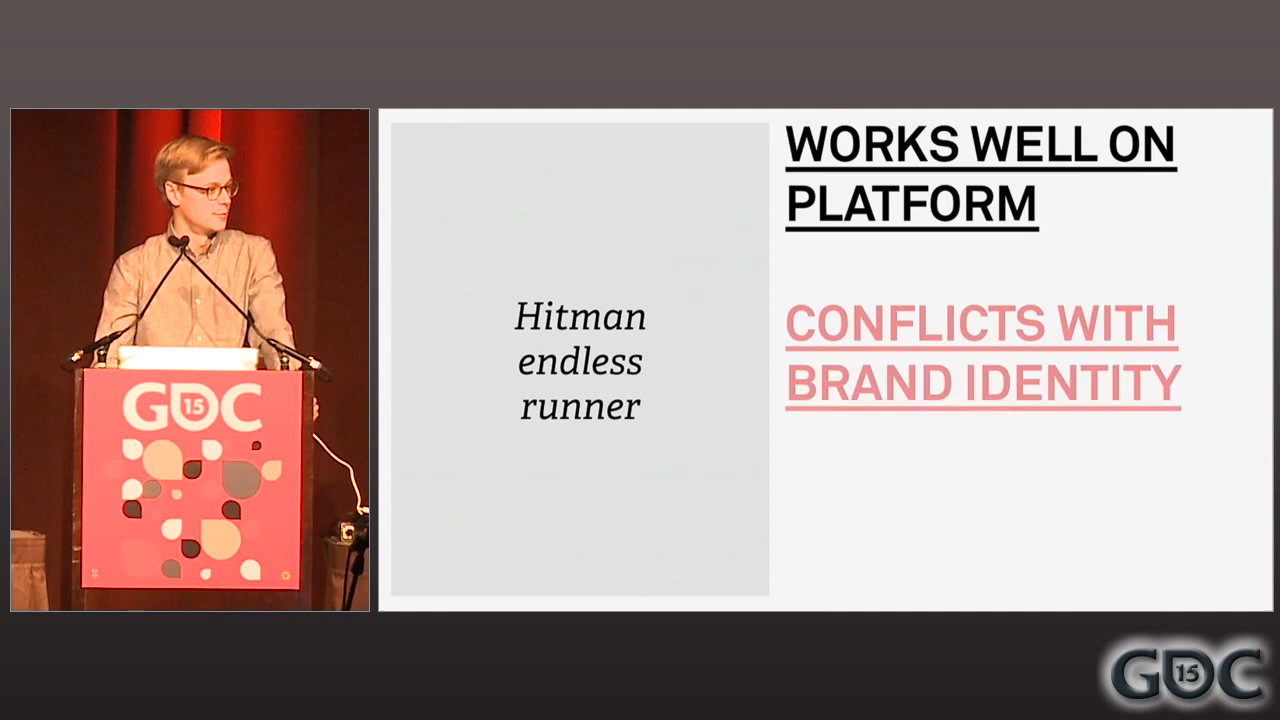 WORKS WELL ON
PLATFORM
CONFLICTS WITH
BRAND IDENTITY
Hitman
endless
runner
GDC
15
GDC
15